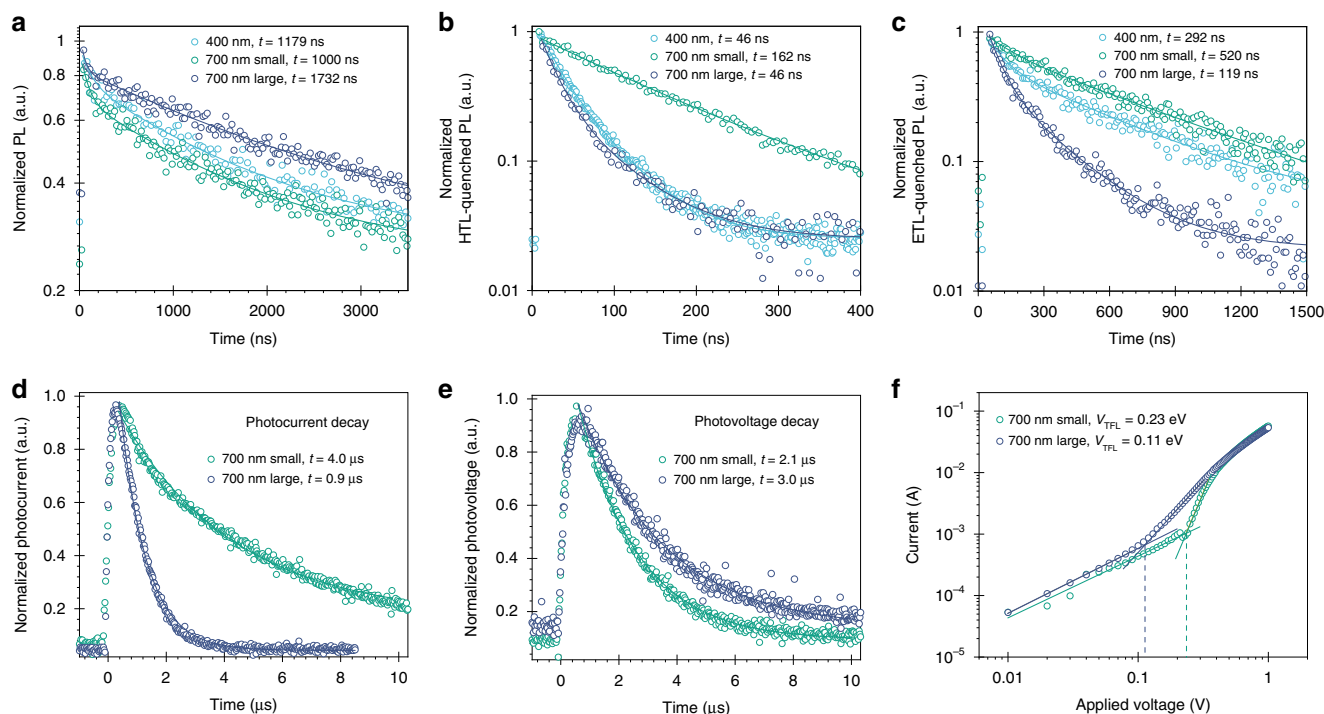 a
Normalized PL (a.u.)
1
0.8
0.6
0.4
0.2
400 nm, t = 1179 ns
700 nm small, t = 1000 ns
700 nm large, t = 1732 ns
0
1000
2000
3000
Time (ns)
b
Normalized
HTL-quenched PL (a.u.)
1
0.1
0.01
400 nm, t = 46 ns
700 nm small, t = 162 ns
700 nm large, t = 46 ns
0
100
200
300
400
Time (ns)
c
Normalized
ETL-quenched PL (a.u.)
1
0.1
0.01
400 nm, t = 292 ns
700 nm small, t = 520 ns
700 nm large, t = 119 ns
0
300
600
900
1200
1500
Time (ns)
d
Normalized photocurrent (a.u.)
1.0
0.8
0.6
0.4
0.2
Photocurrent decay
700 nm small, t = 4.0 μs
700 nm large, t = 0.9 μs
0
2
4
6
8
10
Time (μs)
e
Normalized photovoltage (a.u.)
1.0
0.8
0.6
0.4
0.2
Photovoltage decay
700 nm small, t = 2.1 μs
700 nm large, t = 3.0 μs
0
2
4
6
8
10
Time (μs)
f
Current (A)
10⁻¹
10⁻²
10⁻³
10⁻⁴
10⁻⁵
700 nm small, V_TFL = 0.23 eV
700 nm large, V_TFL = 0.11 eV
0.01
0.1
1
Applied voltage (V)